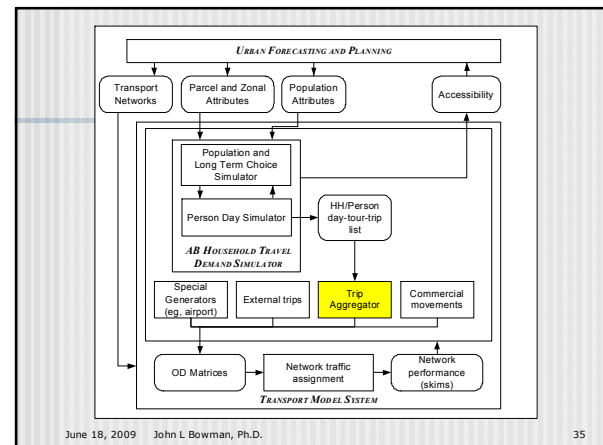 URBAN FORECASTING AND PLANNING
Transport
Networks
Parcel and Zonal
Attributes
Population
Attributes
Accessibility
Population and
Long Term Choice
Simulator
Person Day Simulator
HH/Person
day-tour-trip
list
AB HOUSEHOLD TRAVEL
DEMAND SIMULATOR
Special
Generators
(eg, airport)
External trips
Trip
Aggregator
Commercial
movements
OD Matrices
Network traffic
assignment
Network
performance
(skims)
TRANSPORT MODEL SYSTEM
June 18, 2009 John L Bowman, Ph.D. 35